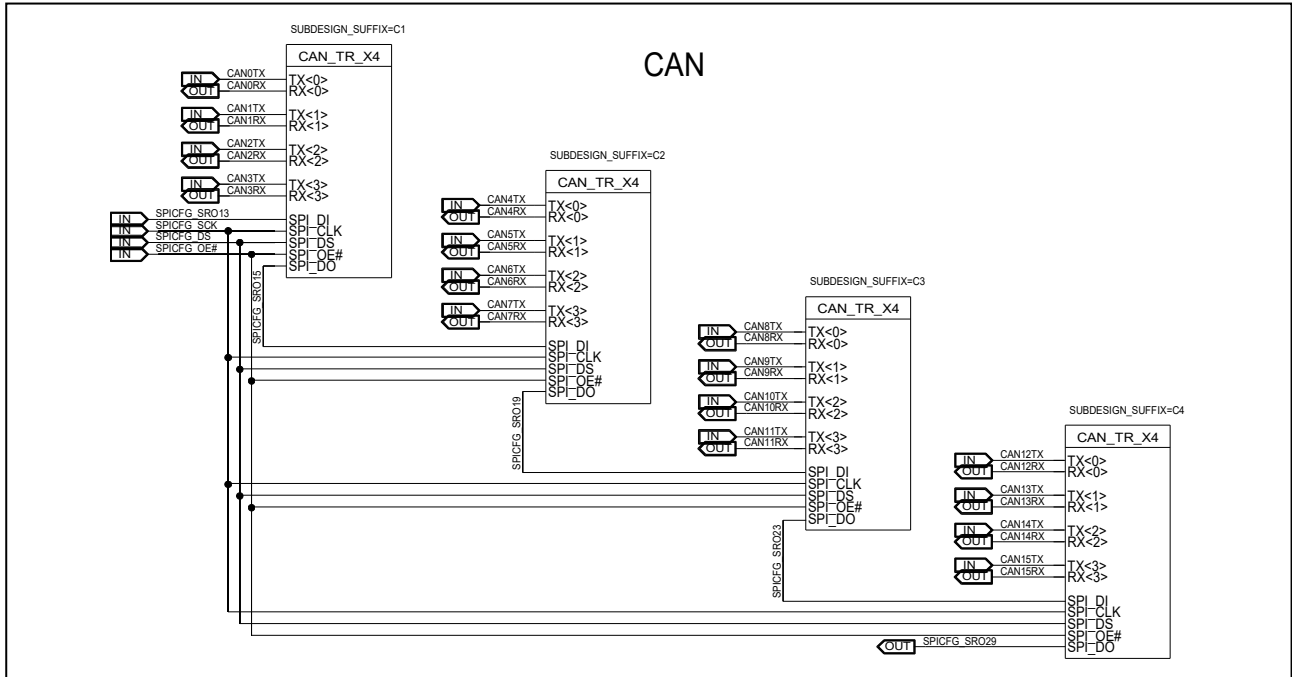 SUBDESIGN_SUFFIX=C1
CAN_TR_X4
CAN
IN CAN0TX TX<0>
OUT CAN0RX RX<0>
IN CAN1TX TX<1>
OUT CAN1RX RX<1>
IN CAN2TX TX<2>
OUT CAN2RX RX<2>
IN CAN3TX TX<3>
OUT CAN3RX RX<3>
IN SPICFG_SRO13 SPI_DI
IN SPICFG_SCK SPI_CLK
IN SPICFG_DS SPI_DS
IN SPICFG_OE# SPI_OE#
SPI_DO
SPICFG_SRO15
SUBDESIGN_SUFFIX=C2
CAN_TR_X4
IN CAN4TX TX<0>
OUT CAN4RX RX<0>
IN CAN5TX TX<1>
OUT CAN5RX RX<1>
IN CAN6TX TX<2>
OUT CAN6RX RX<2>
IN CAN7TX TX<3>
OUT CAN7RX RX<3>
SPI_DI
SPI_CLK
SPI_DS
SPI_OE#
SPI_DO
SPICFG_SRO19
SUBDESIGN_SUFFIX=C3
CAN_TR_X4
IN CAN8TX TX<0>
OUT CAN8RX RX<0>
IN CAN9TX TX<1>
OUT CAN9RX RX<1>
IN CAN10TX TX<2>
OUT CAN10RX RX<2>
IN CAN11TX TX<3>
OUT CAN11RX RX<3>
SPI_DI
SPI_CLK
SPI_DS
SPI_OE#
SPI_DO
SPICFG_SRO23
SUBDESIGN_SUFFIX=C4
CAN_TR_X4
IN CAN12TX TX<0>
OUT CAN12RX RX<0>
IN CAN13TX TX<1>
OUT CAN13RX RX<1>
IN CAN14TX TX<2>
OUT CAN14RX RX<2>
IN CAN15TX TX<3>
OUT CAN15RX RX<3>
SPI_DI
SPI_CLK
SPI_DS
SPI_OE#
OUT SPICFG_SRO29 SPI_DO